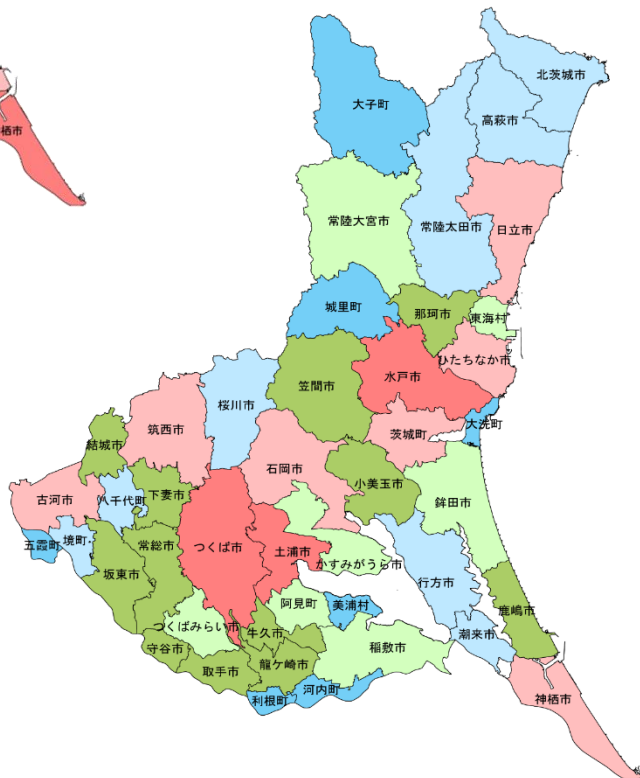 北茨城市
大子町
高萩市
栖市
常陸大宮市
常陸太田市
日立市
城里町
那珂市
東海村
ひたちなか市
水戸市
笠間市
桜川市
大洗町
筑西市
茨城町
結城市
石岡市
小美玉市
古河市
八千代町
下妻市
鉾田市
五霞町
境町
常総市
つくば市
土浦市
かすみがうら市
坂東市
行方市
阿見町
美浦村
鹿嶋市
つくばみらい市
牛久市
潮来市
守谷市
稲敷市
取手市
龍ケ崎市
河内町
利根町
神栖市